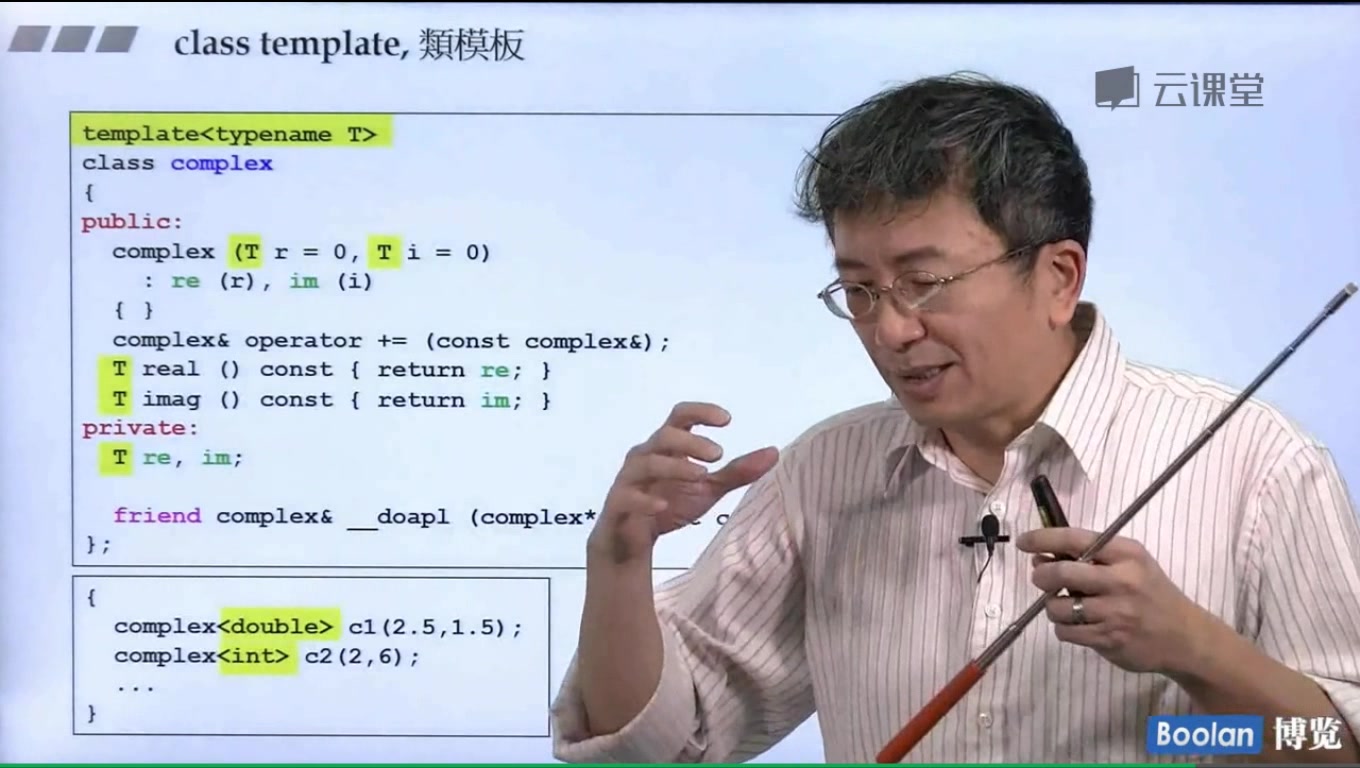 class template, 類模板
云课堂
template<typename T>
class complex
{
public:
complex (T r = 0, T i = 0)
: re (r), im (i)
{ }
complex& operator += (const complex&);
T real () const { return re; }
T imag () const { return im; }
private:
T re, im;
friend complex& __doapl (complex*
};
{
complex<double> c1(2.5,1.5);
complex<int> c2(2,6);
...
}
Boolan 博览